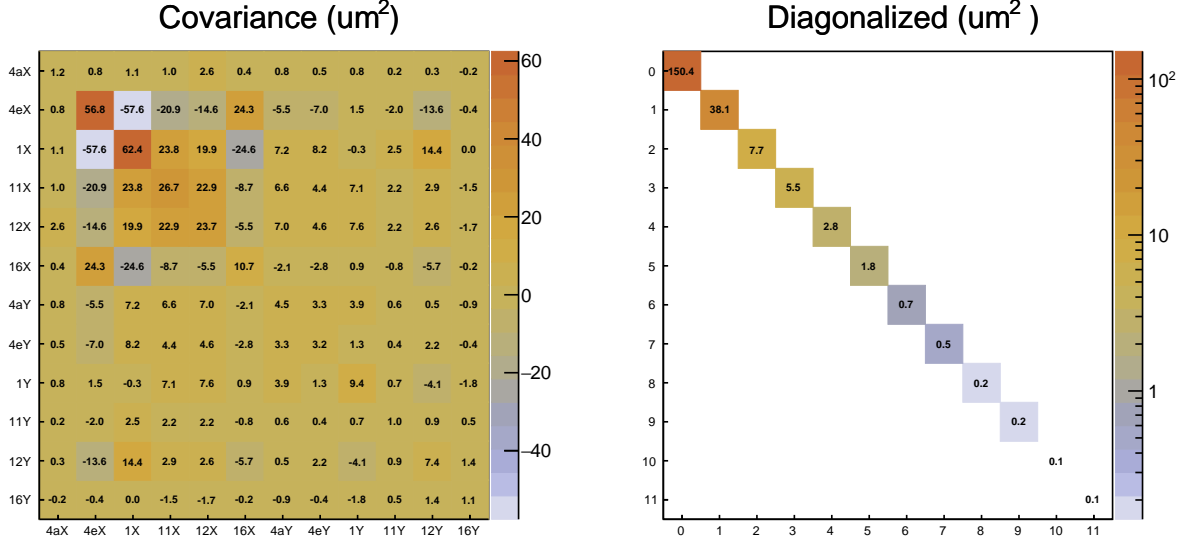 Covariance (um²)
4aX 1.2 0.8 1.1 1.0 2.6 0.4 0.8 0.5 0.8 0.2 0.3 -0.2
4eX 0.8 56.8 -57.6 -20.9 -14.6 24.3 -5.5 -7.0 1.5 -2.0 -13.6 -0.4
1X 1.1 -57.6 62.4 23.8 19.9 -24.6 7.2 8.2 -0.3 2.5 14.4 0.0
11X 1.0 -20.9 23.8 26.7 22.9 -8.7 6.6 4.4 7.1 2.2 2.9 -1.5
12X 2.6 -14.6 19.9 22.9 23.7 -5.5 7.0 4.6 7.6 2.2 2.6 -1.7
16X 0.4 24.3 -24.6 -8.7 -5.5 10.7 -2.1 -2.8 0.9 -0.8 -5.7 -0.2
4aY 0.8 -5.5 7.2 6.6 7.0 -2.1 4.5 3.3 3.9 0.6 0.5 -0.9
4eY 0.5 -7.0 8.2 4.4 4.6 -2.8 3.3 3.2 1.3 0.4 2.2 -0.4
1Y 0.8 1.5 -0.3 7.1 7.6 0.9 3.9 1.3 9.4 0.7 -4.1 -1.8
11Y 0.2 -2.0 2.5 2.2 2.2 -0.8 0.6 0.4 0.7 1.0 0.9 0.5
12Y 0.3 -13.6 14.4 2.9 2.6 -5.7 0.5 2.2 -4.1 0.9 7.4 1.4
16Y -0.2 -0.4 0.0 -1.5 -1.7 -0.2 -0.9 -0.4 -1.8 0.5 1.4 1.1
4aX 4eX 1X 11X 12X 16X 4aY 4eY 1Y 11Y 12Y 16Y
60
40
20
0
−20
−40
Diagonalized (um² )
0 150.4
1 38.1
2 7.7
3 5.5
4 2.8
5 1.8
6 0.7
7 0.5
8 0.2
9 0.2
10 0.1
11 0.1
0 1 2 3 4 5 6 7 8 9 10 11
10²
10
1